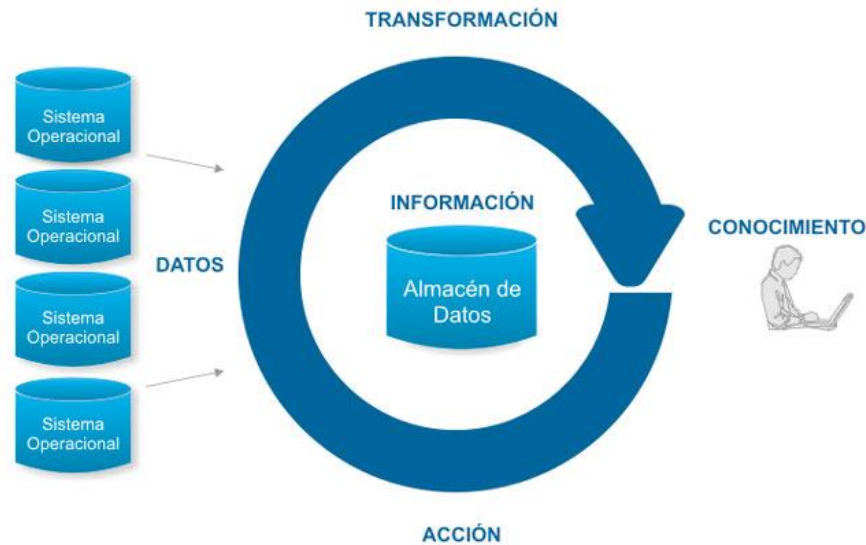 TRANSFORMACIÓN
Sistema
Operacional
Sistema
Operacional
Sistema
Operacional
Sistema
Operacional
DATOS
INFORMACIÓN
Almacén de
Datos
CONOCIMIENTO
ACCIÓN